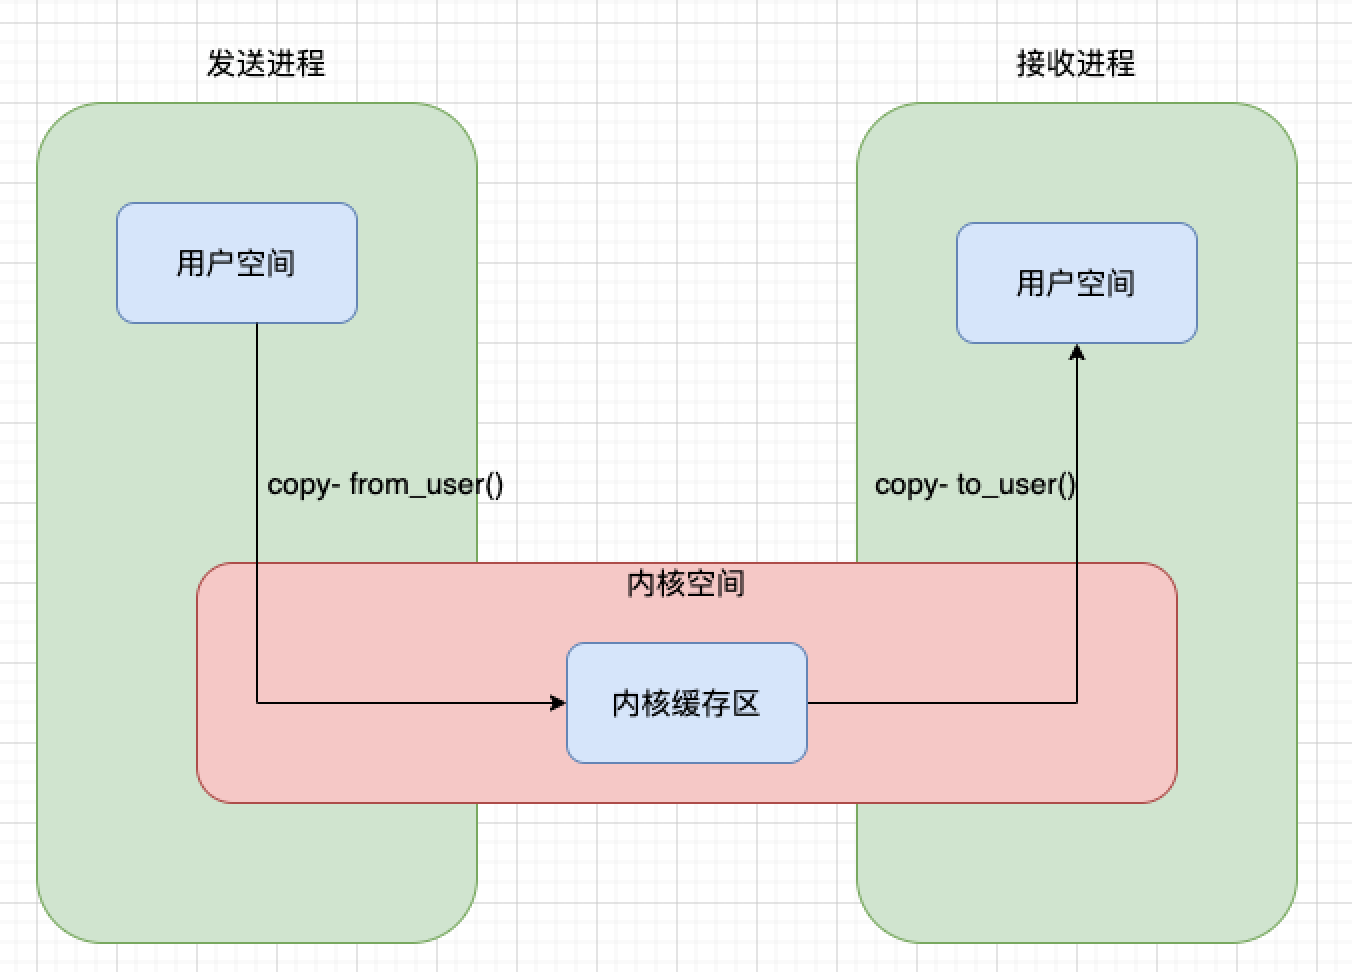 发送进程
接收进程
用户空间
用户空间
copy- from_user()
copy- to_user()
内核空间
内核缓存区